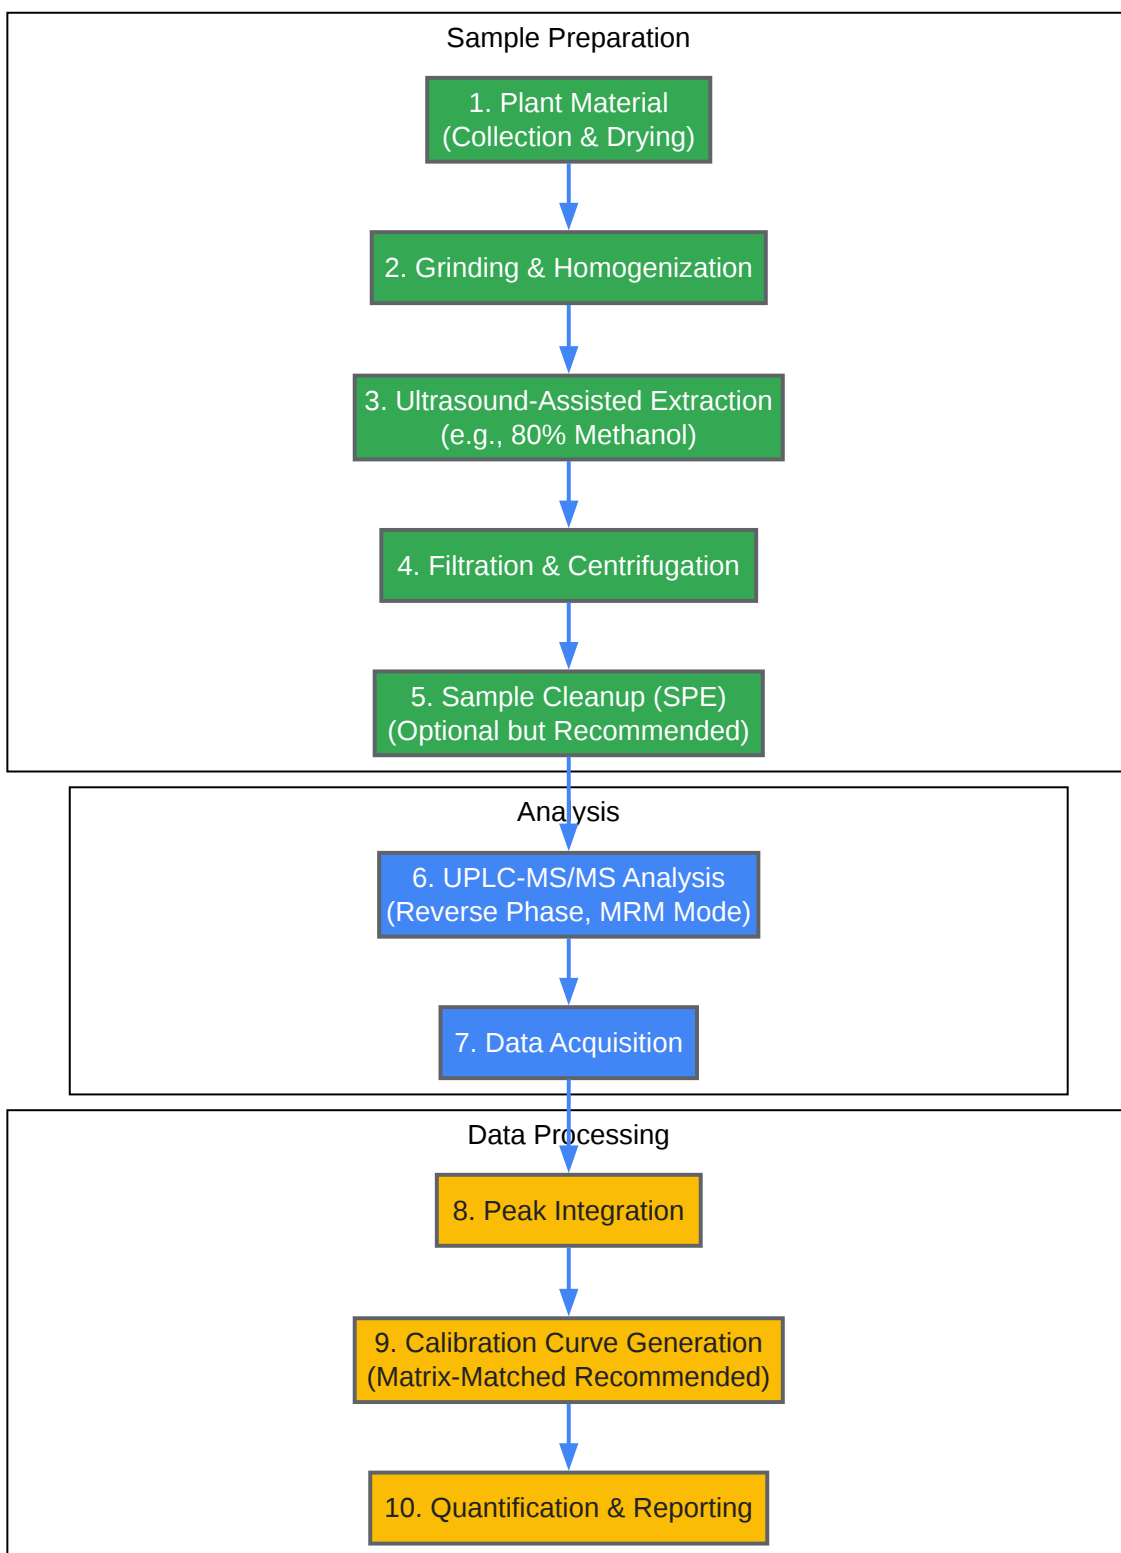 Sample Preparation
1. Plant Material
(Collection & Drying)
2. Grinding & Homogenization
3. Ultrasound-Assisted Extraction
(e.g., 80% Methanol)
4. Filtration & Centrifugation
5. Sample Cleanup (SPE)
(Optional but Recommended)
Analysis
6. UPLC-MS/MS Analysis
(Reverse Phase, MRM Mode)
7. Data Acquisition
Data Processing
8. Peak Integration
9. Calibration Curve Generation
(Matrix-Matched Recommended)
10. Quantification & Reporting